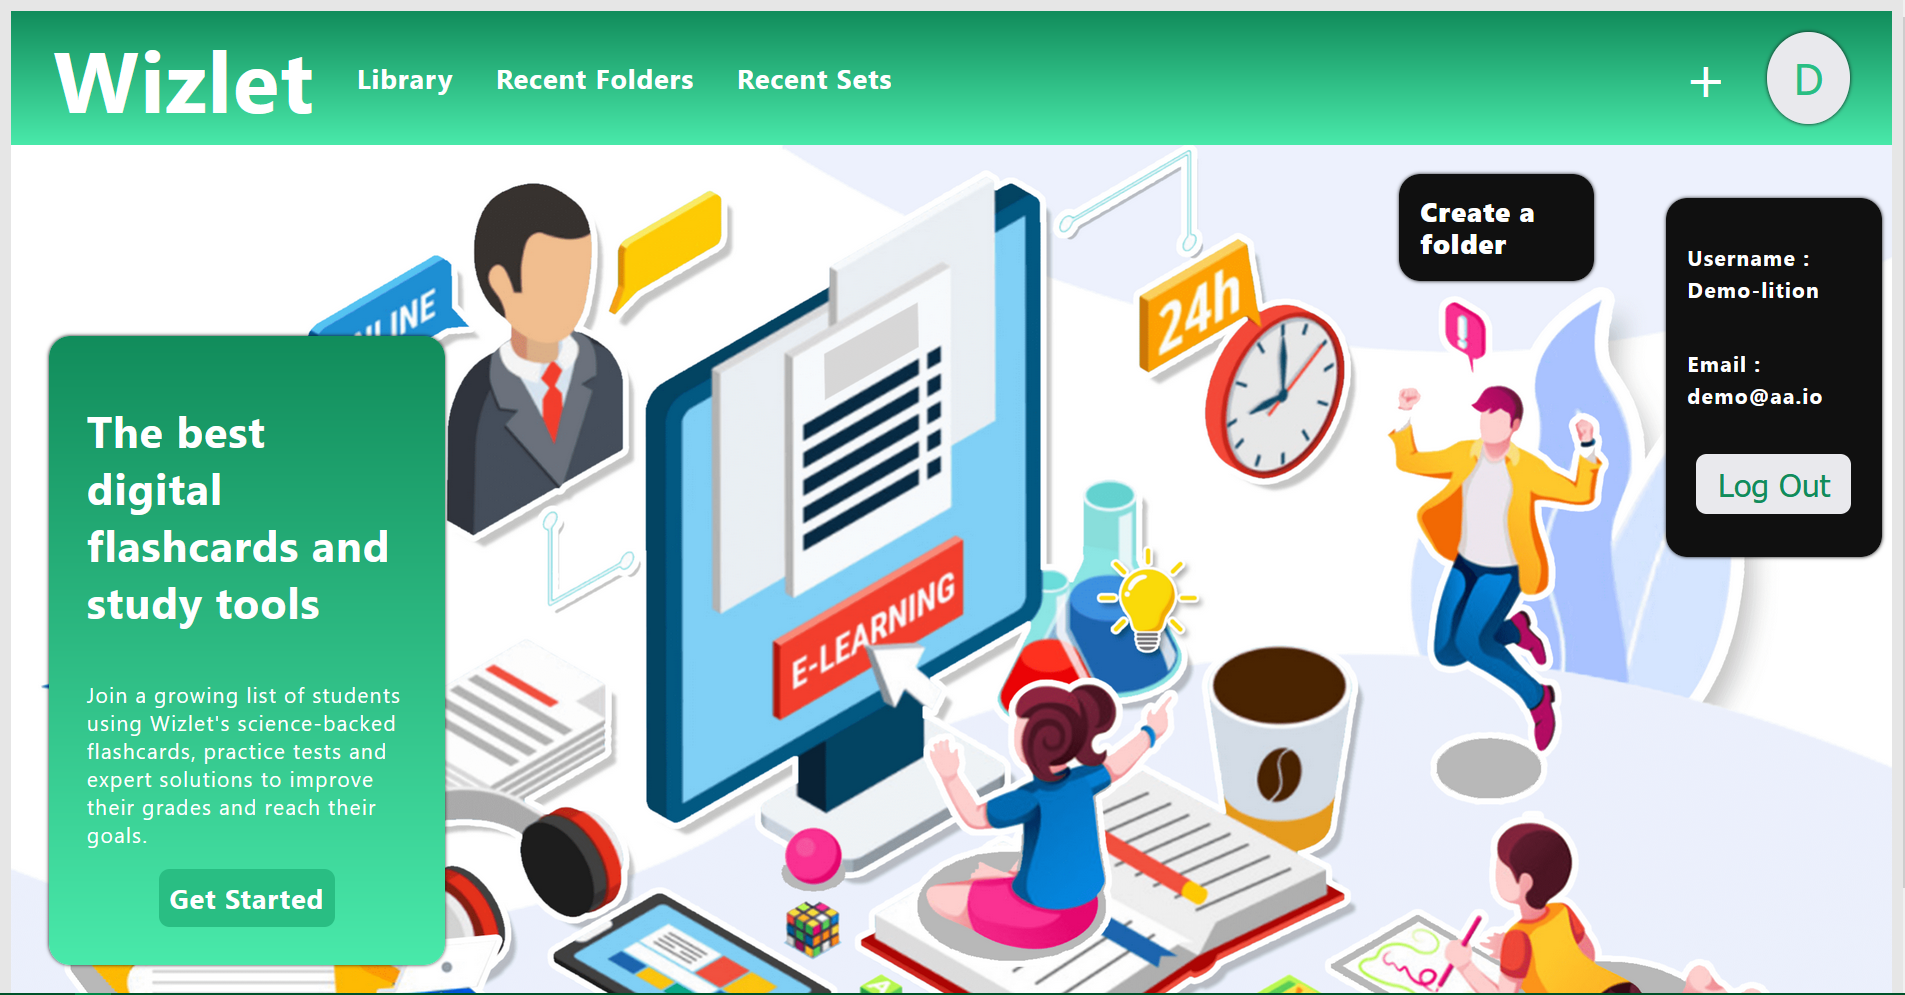 Wizlet
Library
Recent Folders
Recent Sets
+
D
Create a
folder
Username :
Demo-lition
Email :
demo@aa.io
Log Out
NLINE
24h
E-LEARNING
The best
digital
flashcards and
study tools
Join a growing list of students
using Wizlet's science-backed
flashcards, practice tests and
expert solutions to improve
their grades and reach their
goals.
Get Started
A